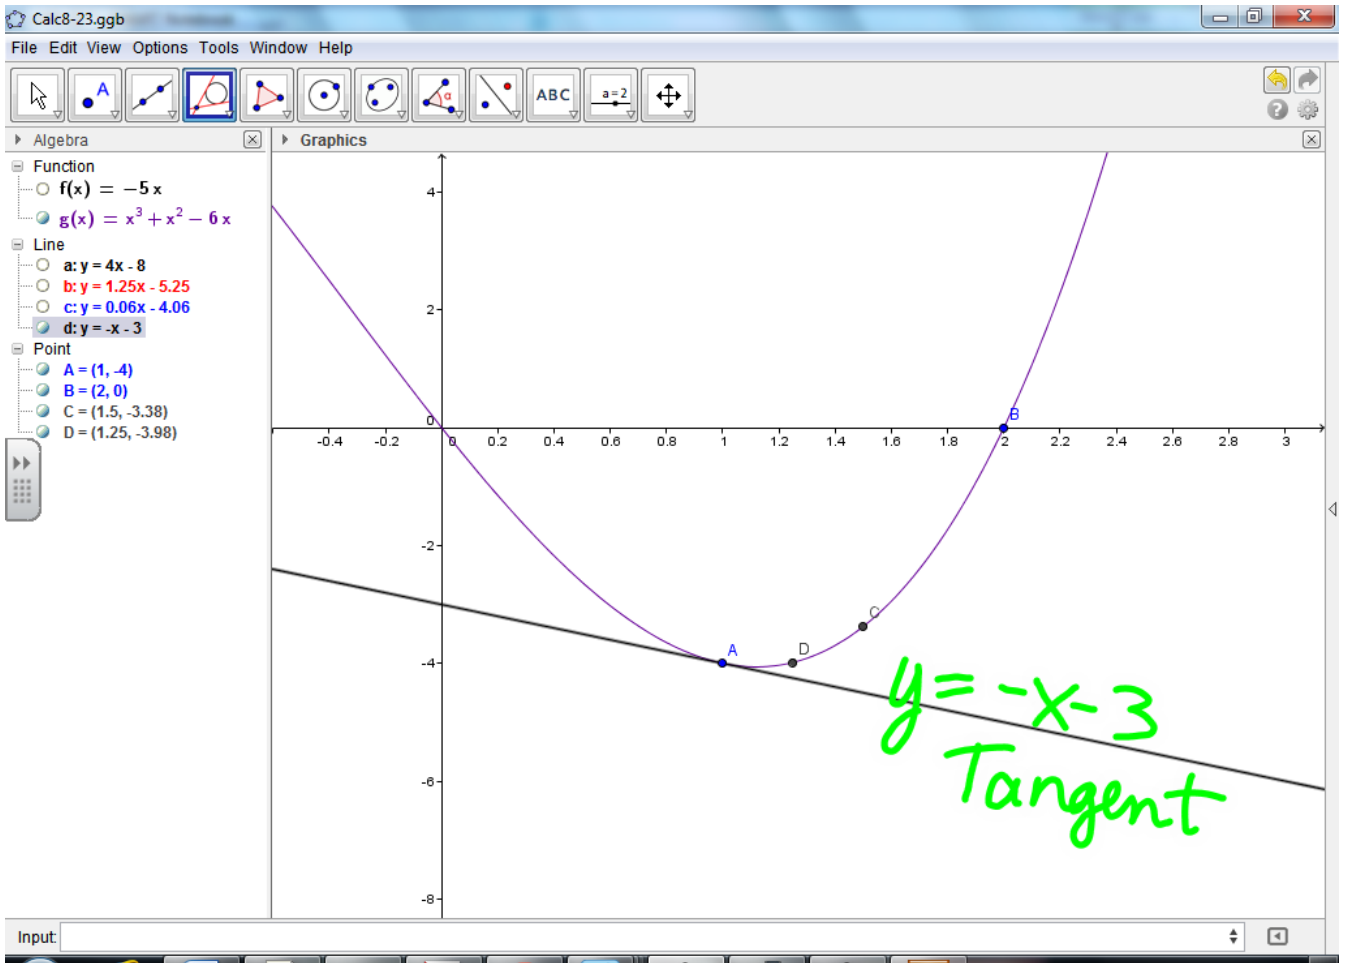 Calc8-23.ggb
File Edit View Options Tools Window Help
A
α
ABC
a=2
Algebra
Graphics
Function
f(x) = −5 x
g(x) = x³ + x² − 6 x
Line
a: y = 4x - 8
b: y = 1.25x - 5.25
c: y = 0.06x - 4.06
d: y = -x - 3
Point
A = (1, -4)
B = (2, 0)
C = (1.5, -3.38)
D = (1.25, -3.98)
4
2
0
-2
-4
-6
-8
-0.4 -0.2 0 0.2 0.4 0.6 0.8 1 1.2 1.4 1.6 1.8 2 2.2 2.4 2.6 2.8 3
B
C
A
D
y = -x - 3
Tangent
Input: